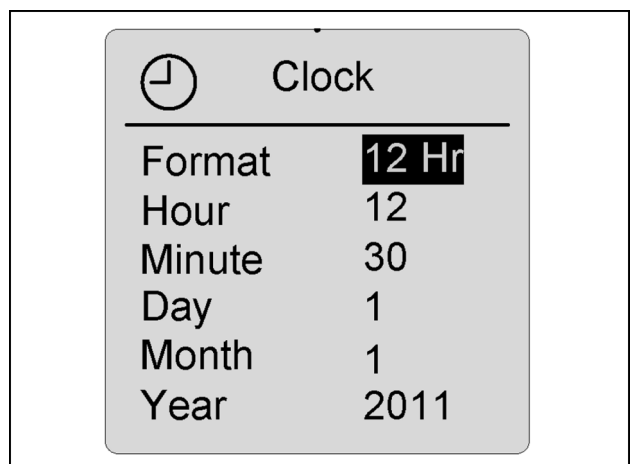 Clock
Format 12 Hr
Hour 12
Minute 30
Day 1
Month 1
Year 2011